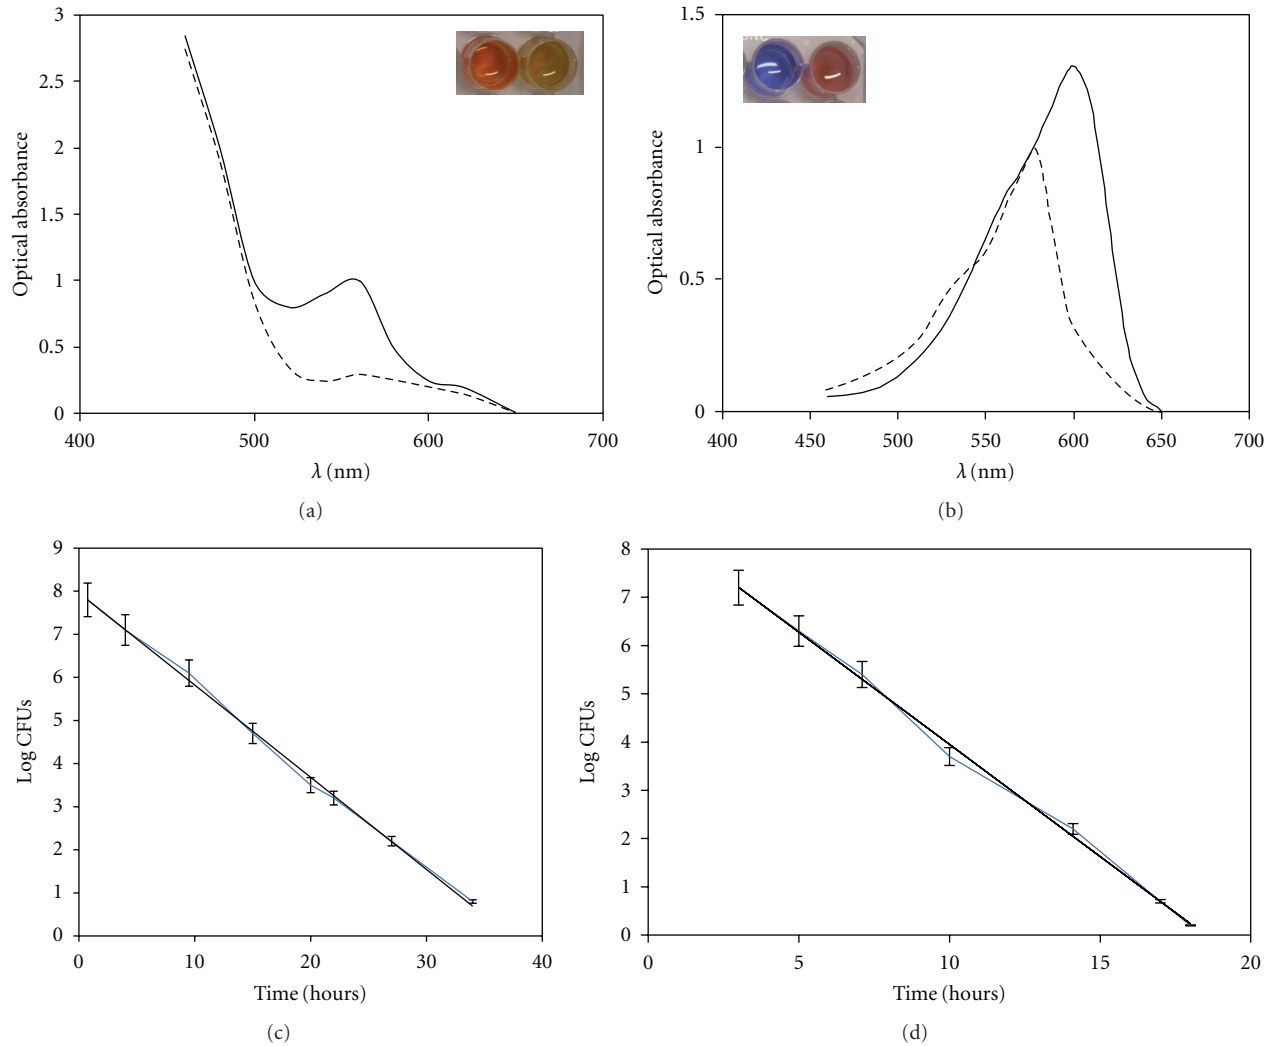 3
2.5
2
1.5
1
0.5
0
Optical absorbance
400 500 600 700
λ (nm)
(a)
1.5
1
0.5
0
Optical absorbance
400 450 500 550 600 650 700
λ (nm)
(b)
9
8
7
6
5
4
3
2
1
0
Log CFUs
0 10 20 30 40
Time (hours)
(c)
8
7
6
5
4
3
2
1
0
Log CFUs
0 5 10 15 20
Time (hours)
(d)